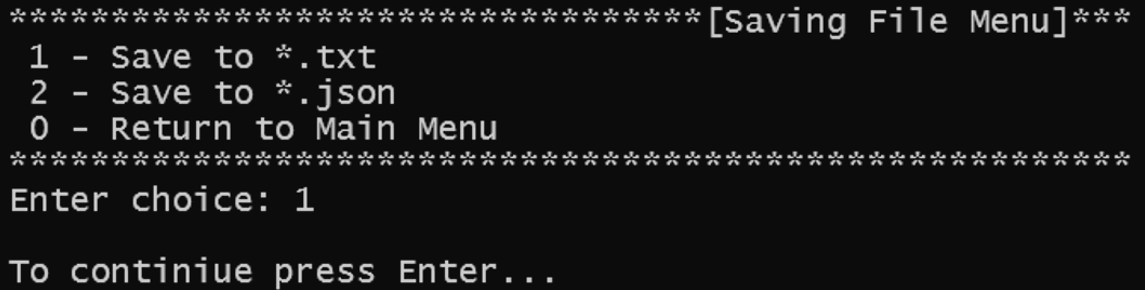 **********************************[Saving File Menu]***
1 - Save to *.txt
2 - Save to *.json
0 - Return to Main Menu
*******************************************************
Enter choice: 1
To continiue press Enter...